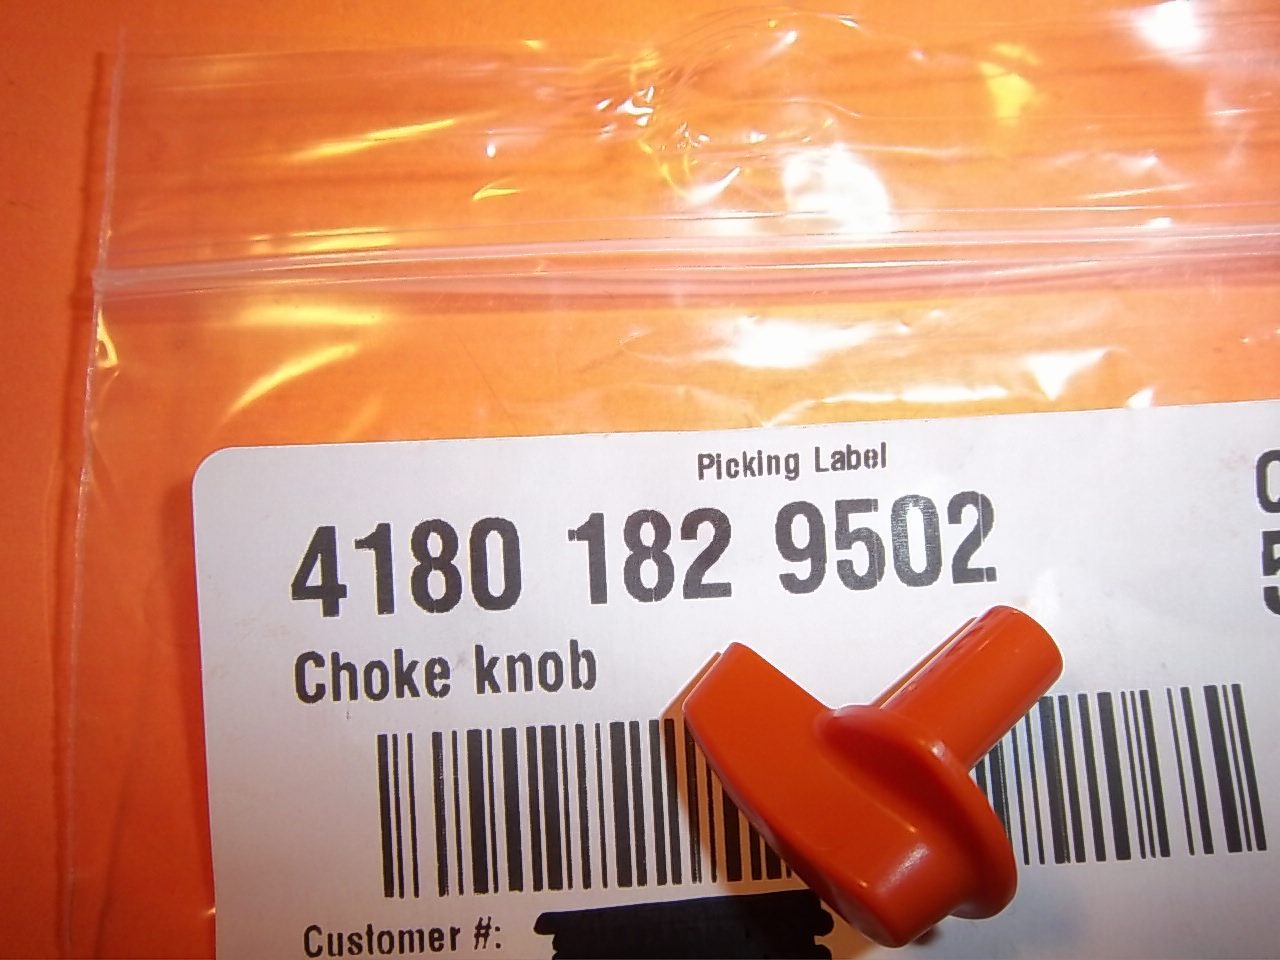 Picking Label
4180 182 9502
Choke knob
Customer #: